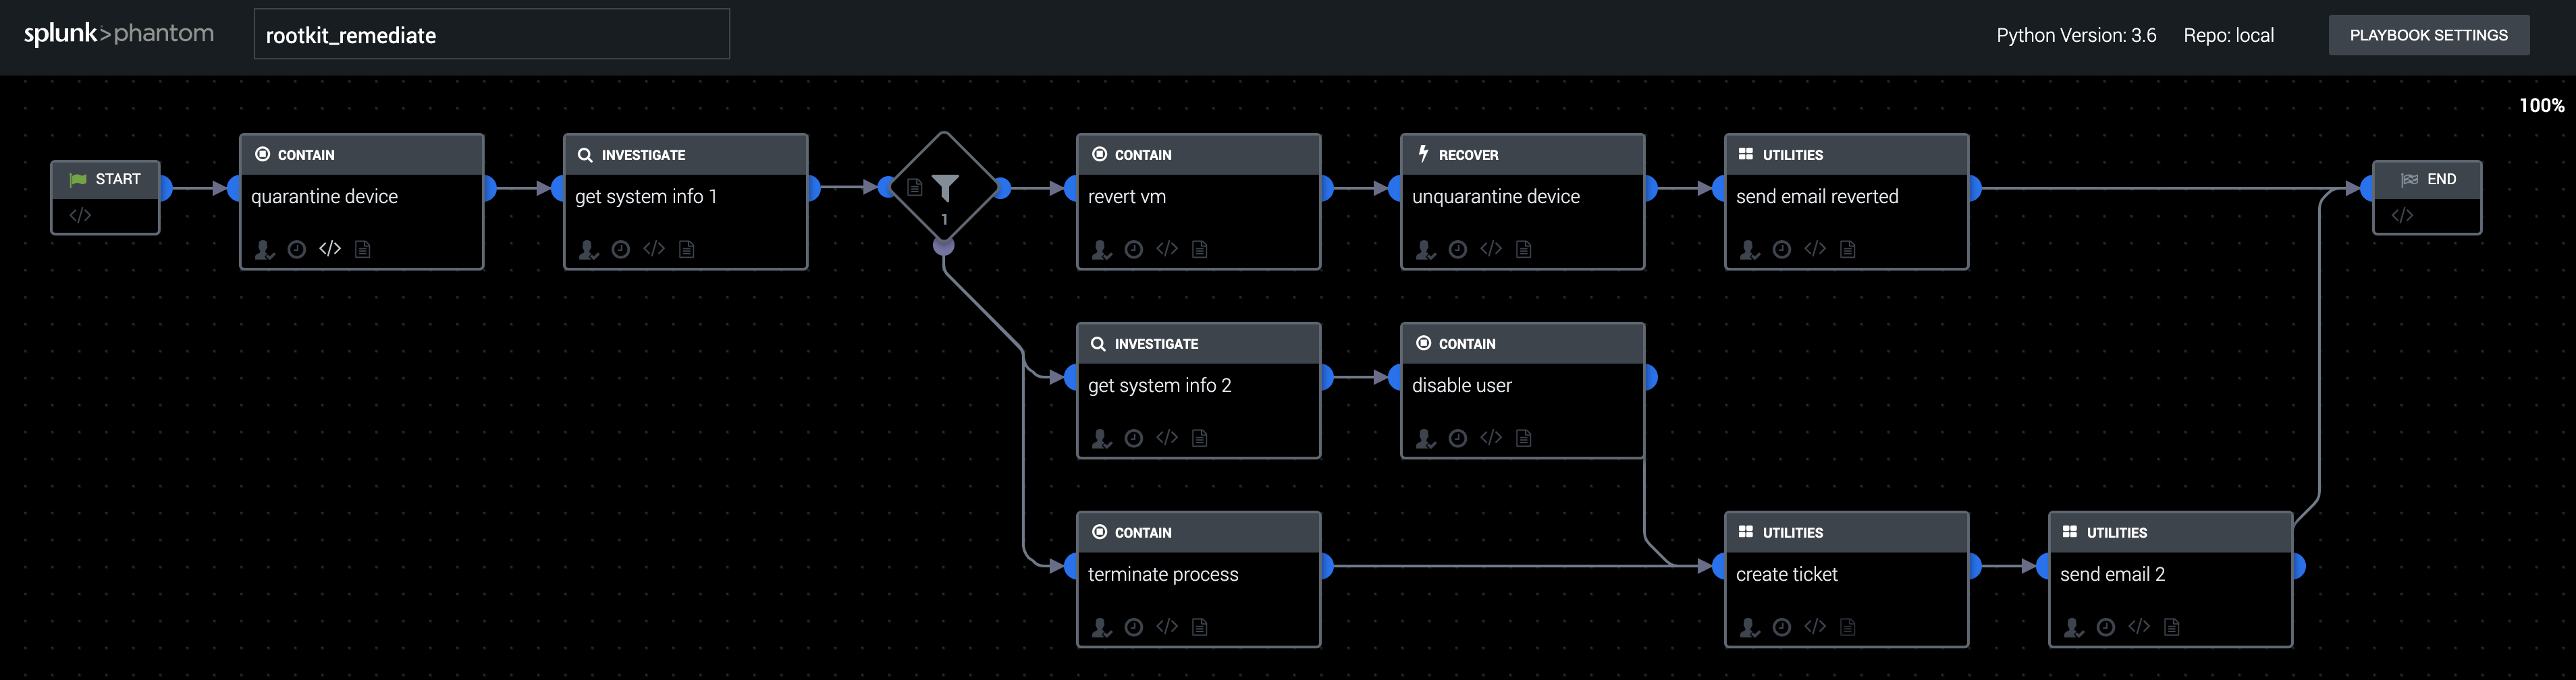 splunk>phantom
rootkit_remediate
Python Version: 3.6
Repo: local
PLAYBOOK SETTINGS
100%
START
</>
CONTAIN
quarantine device
</>
INVESTIGATE
get system info 1
</>
1
CONTAIN
revert vm
</>
RECOVER
unquarantine device
</>
UTILITIES
send email reverted
</>
END
</>
INVESTIGATE
get system info 2
</>
CONTAIN
disable user
</>
CONTAIN
terminate process
</>
UTILITIES
create ticket
</>
UTILITIES
send email 2
</>